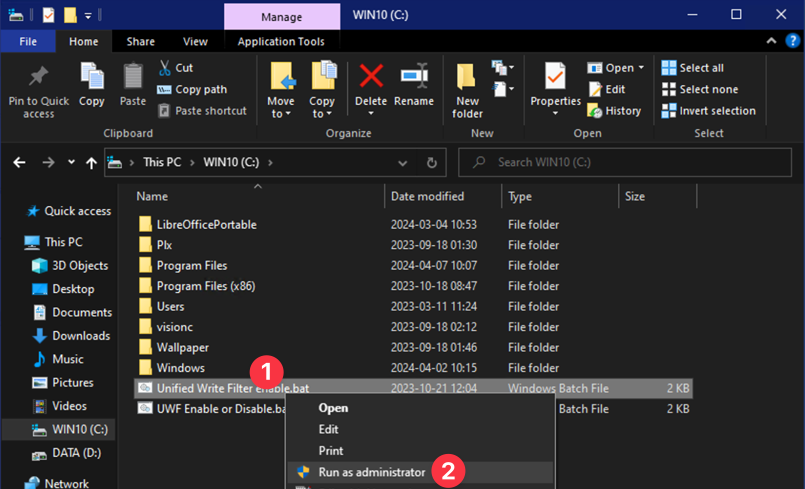 Manage
WIN10 (C:)
File
Home
Share
View
Application Tools
Pin to Quick
access
Copy
Paste
Cut
Copy path
Paste shortcut
Clipboard
Move
to
Copy
to
Delete
Rename
Organize
New
folder
New
Properties
Open
Edit
History
Open
Select all
Select none
Invert selection
Select
This PC > WIN10 (C:) >
Search WIN10 (C:)
Name Date modified Type Size
Quick access
This PC
3D Objects
Desktop
Documents
Downloads
Music
Pictures
Videos
WIN10 (C:)
DATA (D:)
Network
LibreOfficePortable 2024-03-04 10:53 File folder
PIx 2023-09-18 01:30 File folder
Program Files 2024-04-07 10:07 File folder
Program Files (x86) 2023-10-18 08:47 File folder
Users 2023-03-11 11:24 File folder
visionc 2023-09-18 02:12 File folder
Wallpaper 2023-09-18 01:46 File folder
Windows 2024-04-02 10:15 File folder
1
Unified Write Filter enable.bat 2023-10-21 12:04 Windows Batch File 2 KB
UWF Enable or Disable.ba Batch File 2 KB
Open
Edit
Print
Run as administrator
2